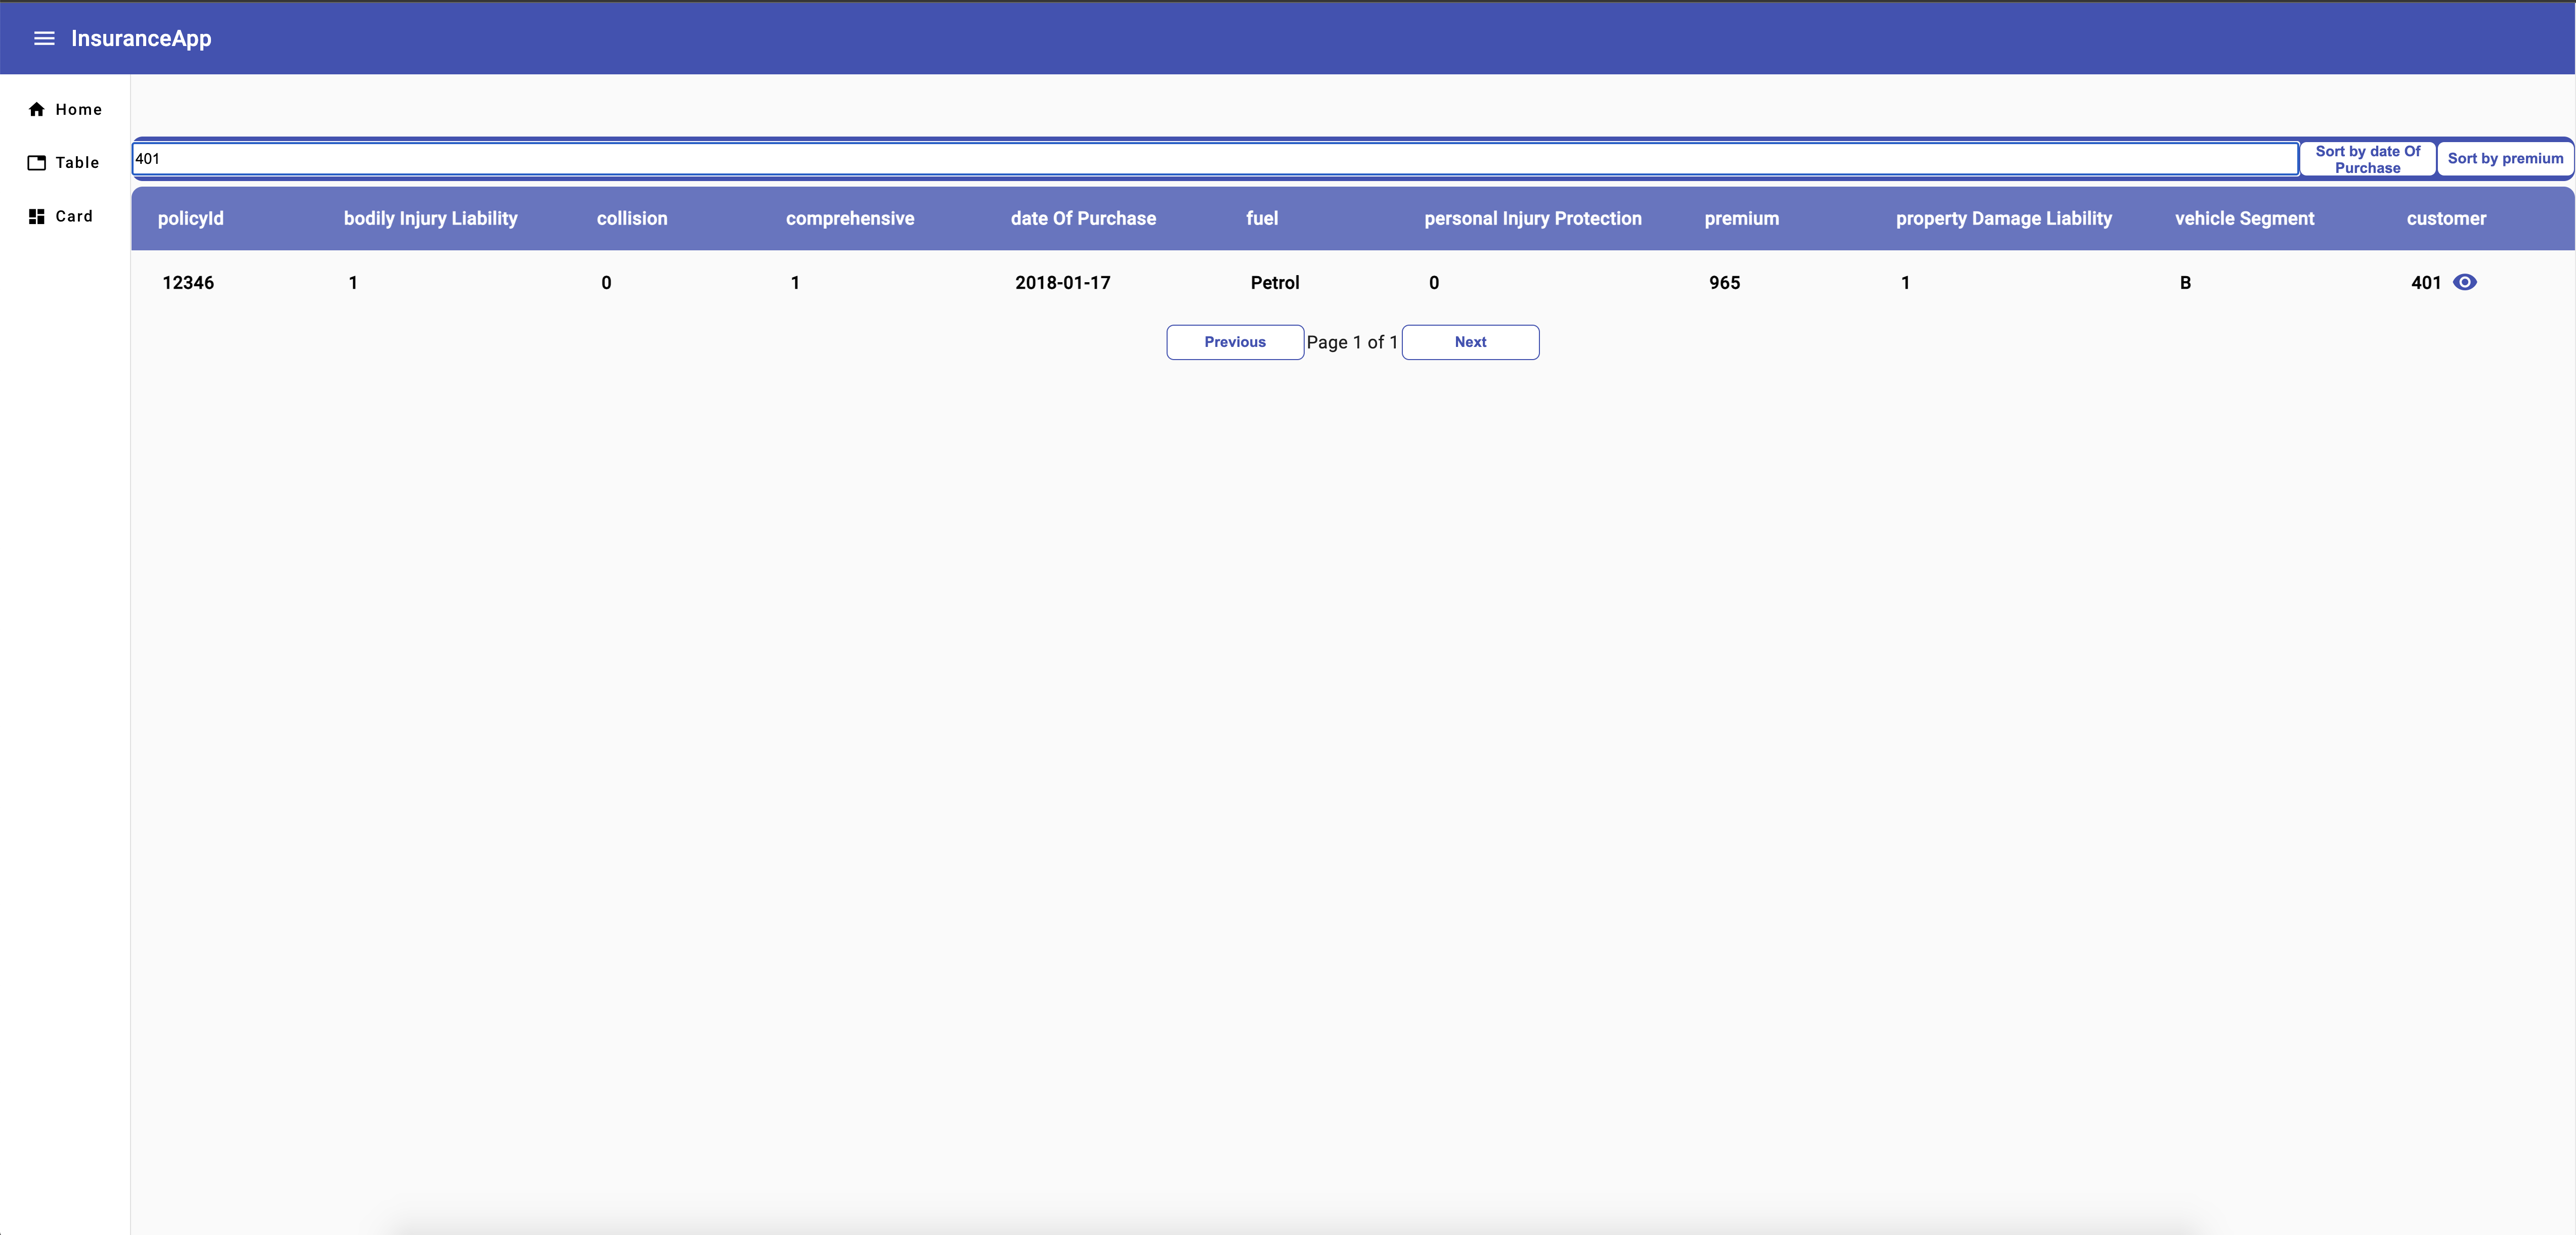 InsuranceApp
Home
Table
Card
401
Sort by date Of
Purchase
Sort by premium
policyId bodily Injury Liability collision comprehensive date Of Purchase fuel personal Injury Protection premium property Damage Liability vehicle Segment customer
12346 1 0 1 2018-01-17 Petrol 0 965 1 B 401
Previous Page 1 of 1 Next